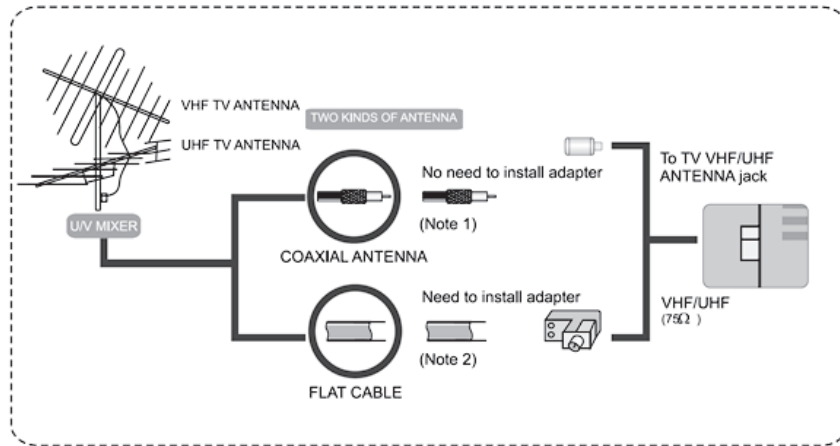 VHF TV ANTENNA
TWO KINDS OF ANTENNA
UHF TV ANTENNA
U/V MIXER
No need to install adapter
(Note 1)
COAXIAL ANTENNA
To TV VHF/UHF
ANTENNA jack
Need to install adapter
(Note 2)
FLAT CABLE
VHF/UHF
(75Ω )